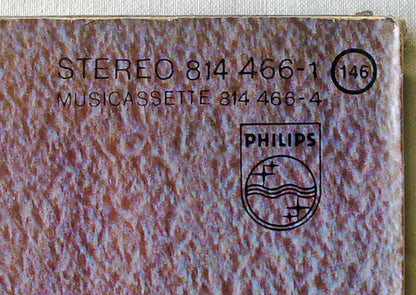 STEREO 814 466-1 146
MUSICASSETTE 814 466-4
PHILIPS